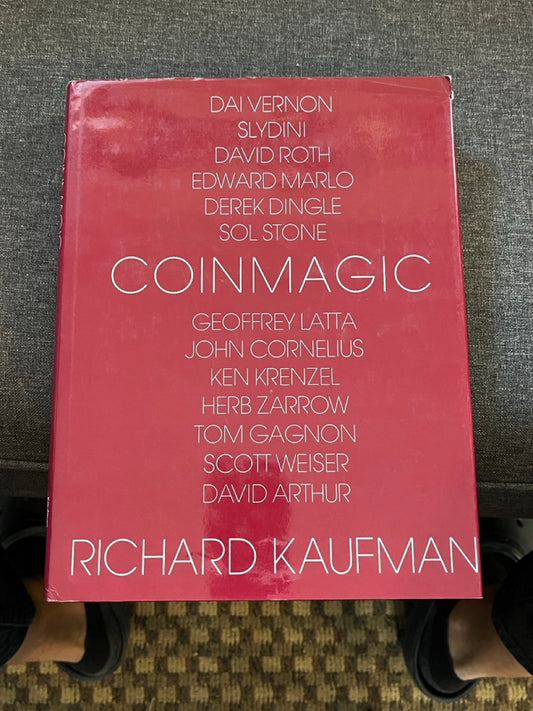 DAI VERNON
SLYDINI
DAVID ROTH
EDWARD MARLO
DEREK DINGLE
SOL STONE
COINMAGIC
GEOFFREY LATTA
JOHN CORNELIUS
KEN KRENZEL
HERB ZARROW
TOM GAGNON
SCOTT WEISER
DAVID ARTHUR
RICHARD KAUFMAN